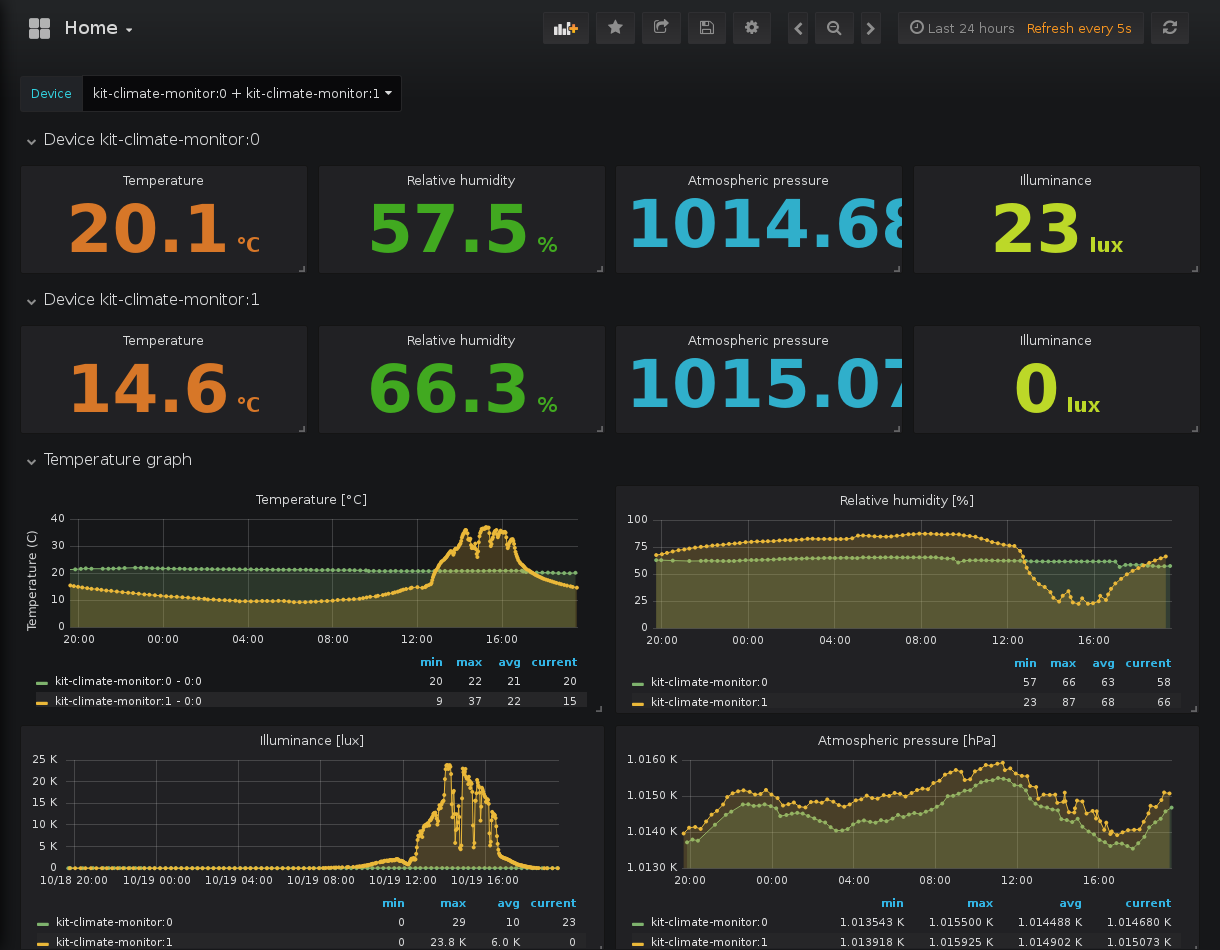 Home
Last 24 hours Refresh every 5s
Device kit-climate-monitor:0 + kit-climate-monitor:1
Device kit-climate-monitor:0
Temperature Relative humidity Atmospheric pressure Illuminance
20.1 °C 57.5 % 1014.68 23 lux
Device kit-climate-monitor:1
Temperature Relative humidity Atmospheric pressure Illuminance
14.6 °C 66.3 % 1015.07 0 lux
Temperature graph
Temperature [°C]
Temperature (C)
40
30
20
10
0
20:00 00:00 04:00 08:00 12:00 16:00
min max avg current
kit-climate-monitor:0 - 0:0 20 22 21 20
kit-climate-monitor:1 - 0:0 9 37 22 15
Relative humidity [%]
100
75
50
25
0
20:00 00:00 04:00 08:00 12:00 16:00
min max avg current
kit-climate-monitor:0 57 66 63 58
kit-climate-monitor:1 23 87 68 66
Illuminance [lux]
25 K
20 K
15 K
10 K
5 K
0
10/18 20:00 10/19 00:00 10/19 04:00 10/19 08:00 10/19 12:00 10/19 16:00
min max avg current
kit-climate-monitor:0 0 29 10 23
kit-climate-monitor:1 0 23.8 K 6.0 K 0
Atmospheric pressure [hPa]
1.0160 K
1.0150 K
1.0140 K
1.0130 K
20:00 00:00 04:00 08:00 12:00 16:00
min max avg current
kit-climate-monitor:0 1.013543 K 1.015500 K 1.014488 K 1.014680 K
kit-climate-monitor:1 1.013918 K 1.015925 K 1.014902 K 1.015073 K